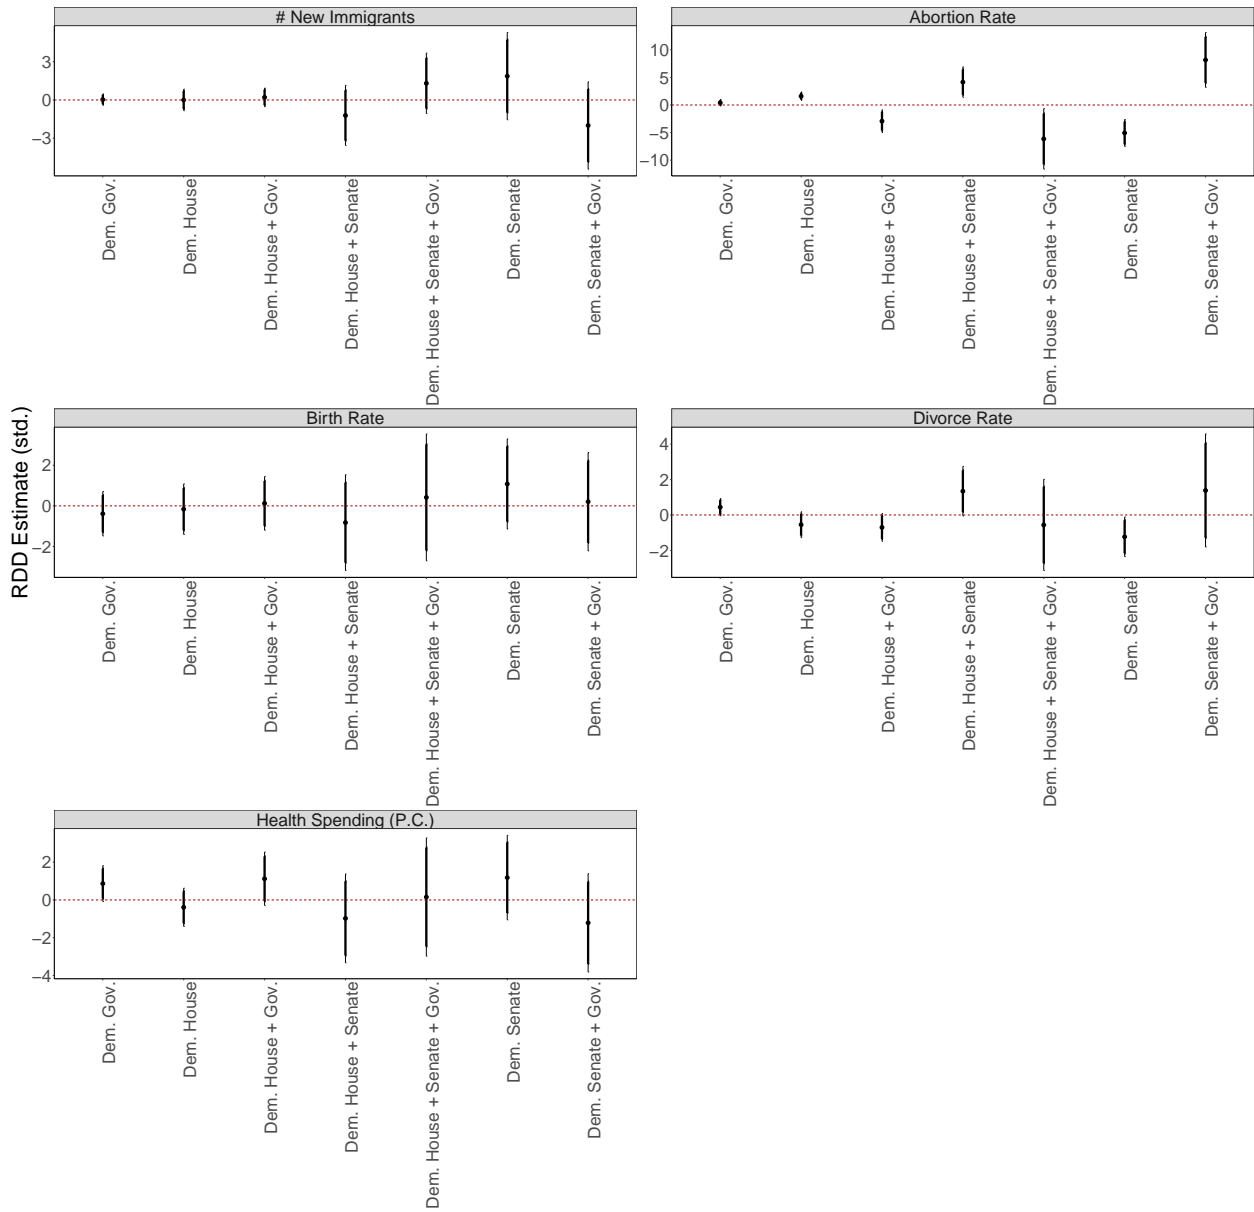 # New Immigrants
3
0
−3
Dem. Gov.
Dem. House
Dem. House + Gov.
Dem. House + Senate
Dem. House + Senate + Gov.
Dem. Senate
Dem. Senate + Gov.
Abortion Rate
10
5
0
−5
−10
Dem. Gov.
Dem. House
Dem. House + Gov.
Dem. House + Senate
Dem. House + Senate + Gov.
Dem. Senate
Dem. Senate + Gov.
RDD Estimate (std.)
Birth Rate
2
0
−2
Dem. Gov.
Dem. House
Dem. House + Gov.
Dem. House + Senate
Dem. House + Senate + Gov.
Dem. Senate
Dem. Senate + Gov.
Divorce Rate
4
2
0
−2
Dem. Gov.
Dem. House
Dem. House + Gov.
Dem. House + Senate
Dem. House + Senate + Gov.
Dem. Senate
Dem. Senate + Gov.
Health Spending (P.C.)
2
0
−2
−4
Dem. Gov.
Dem. House
Dem. House + Gov.
Dem. House + Senate
Dem. House + Senate + Gov.
Dem. Senate
Dem. Senate + Gov.